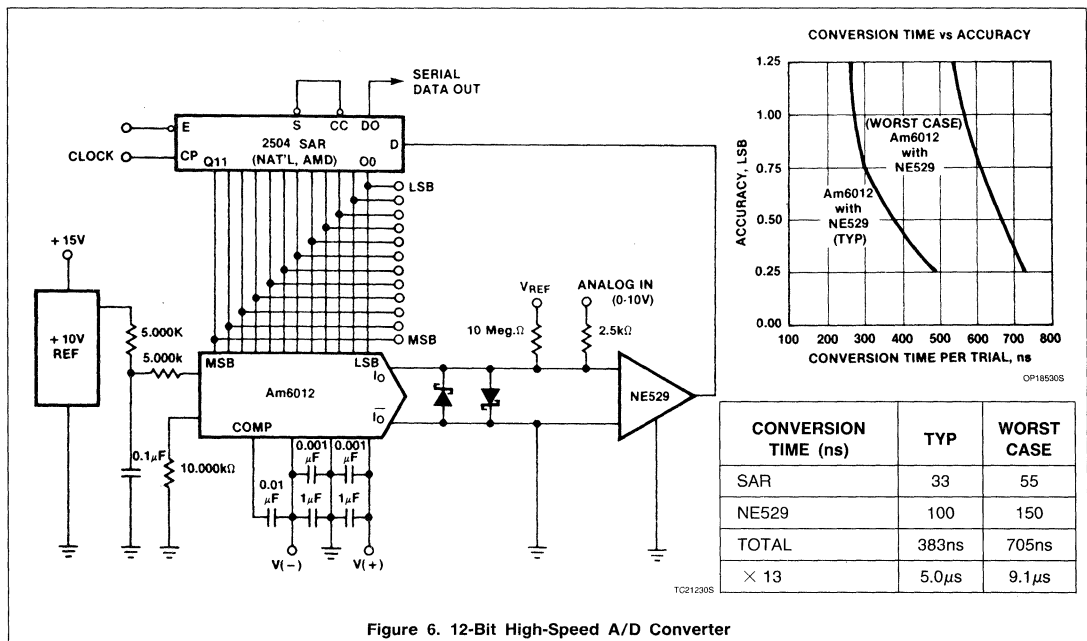 SERIAL
DATA OUT
S
CC
DO
E
2504 SAR
D
CLOCK
CP
(NAT'L, AMD)
Q11
O0
LSB
+ 15V
+ 10V
REF
5.000K
5.000k
MSB
MSB
LSB
IO
Am6012
IO
COMP
VREF
ANALOG IN
(0-10V)
10 Meg.Ω
2.5kΩ
NE529
0.1μF
10.000kΩ
0.01
μF
0.001
μF
0.001
μF
1μF
1μF
V(-)
V(+)
TC21230S
CONVERSION TIME vs ACCURACY
ACCURACY, LSB
1.25
1.00
0.75
0.50
0.25
0.00
(WORST CASE)
Am6012
with
NE529
Am6012
with
NE529
(TYP)
100 200 300 400 500 600 700 800
CONVERSION TIME PER TRIAL, ns
OP18530S
CONVERSION TIME (ns) TYP WORST CASE
SAR 33 55
NE529 100 150
TOTAL 383ns 705ns
× 13 5.0μs 9.1μs
Figure 6. 12-Bit High-Speed A/D Converter